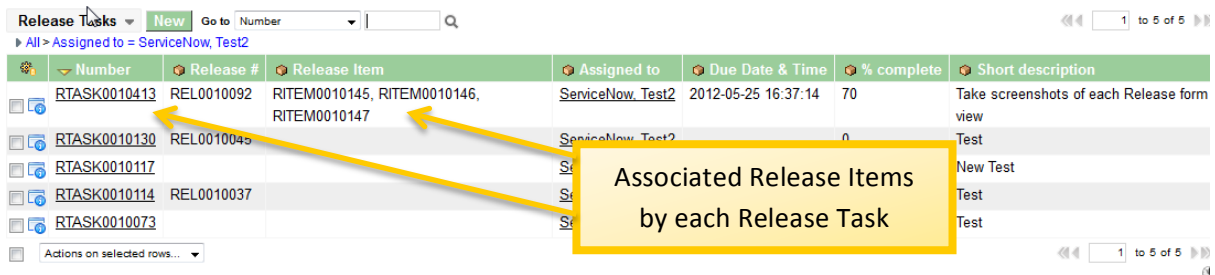 Release Tasks New Go to Number
1 to 5 of 5
All > Assigned to = ServiceNow, Test2
Number Release # Release Item Assigned to Due Date & Time % complete Short description
RTASK0010413 REL0010092 RITEM0010145, RITEM0010146, ServiceNow, Test2 2012-05-25 16:37:14 70 Take screenshots of each Release form
RITEM0010147 view
RTASK0010130 REL0010045 ServiceNow, Test2 0 Test
RTASK0010117 Se New Test
RTASK0010114 REL0010037 Se Test
RTASK0010073 Se Test
Associated Release Items
by each Release Task
Actions on selected rows... 1 to 5 of 5